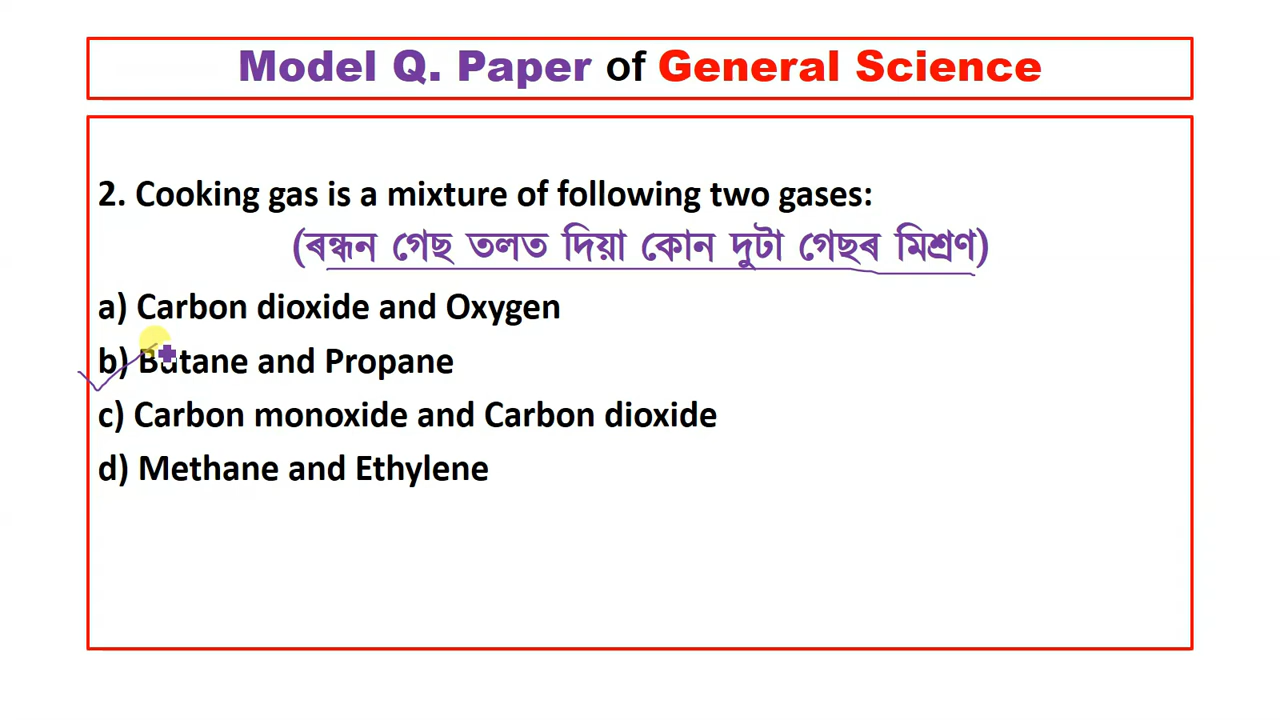 Model Q. Paper of General Science
2. Cooking gas is a mixture of following two gases:
(ৰন্ধন গেছ তলত দিয়া কোন দুটা গেছৰ মিশ্ৰণ)
a) Carbon dioxide and Oxygen
b) Butane and Propane
c) Carbon monoxide and Carbon dioxide
d) Methane and Ethylene